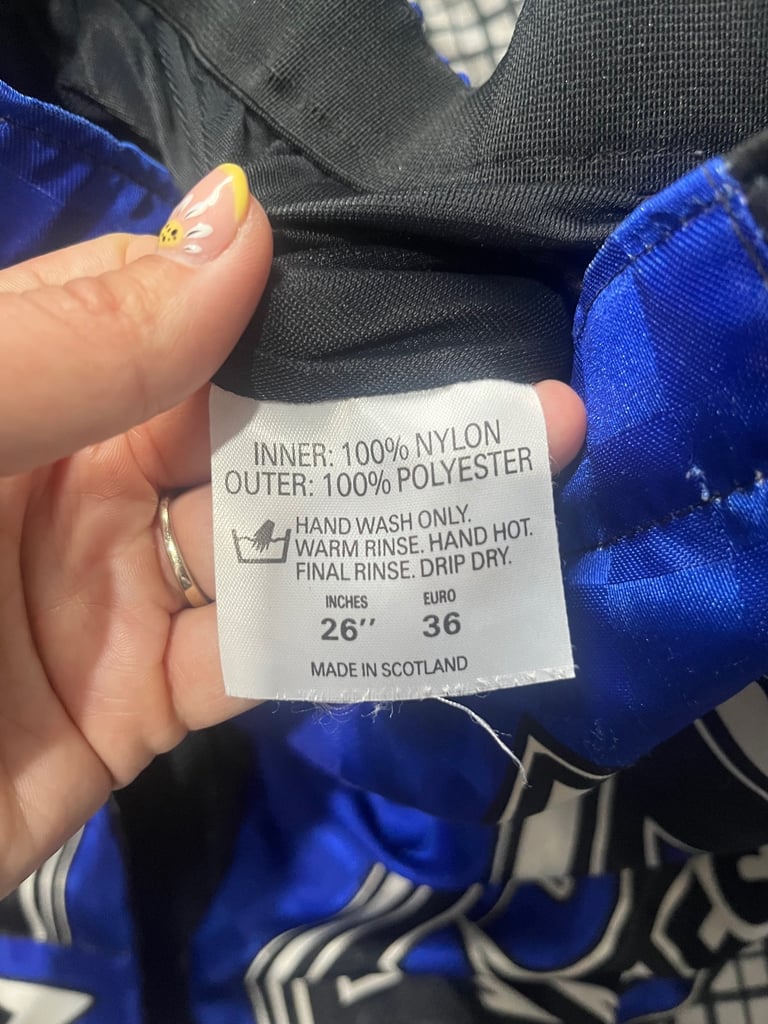 INNER: 100% NYLON
OUTER: 100% POLYESTER
HAND WASH ONLY.
WARM RINSE. HAND HOT.
FINAL RINSE. DRIP DRY.
INCHES EURO
26″ 36
MADE IN SCOTLAND